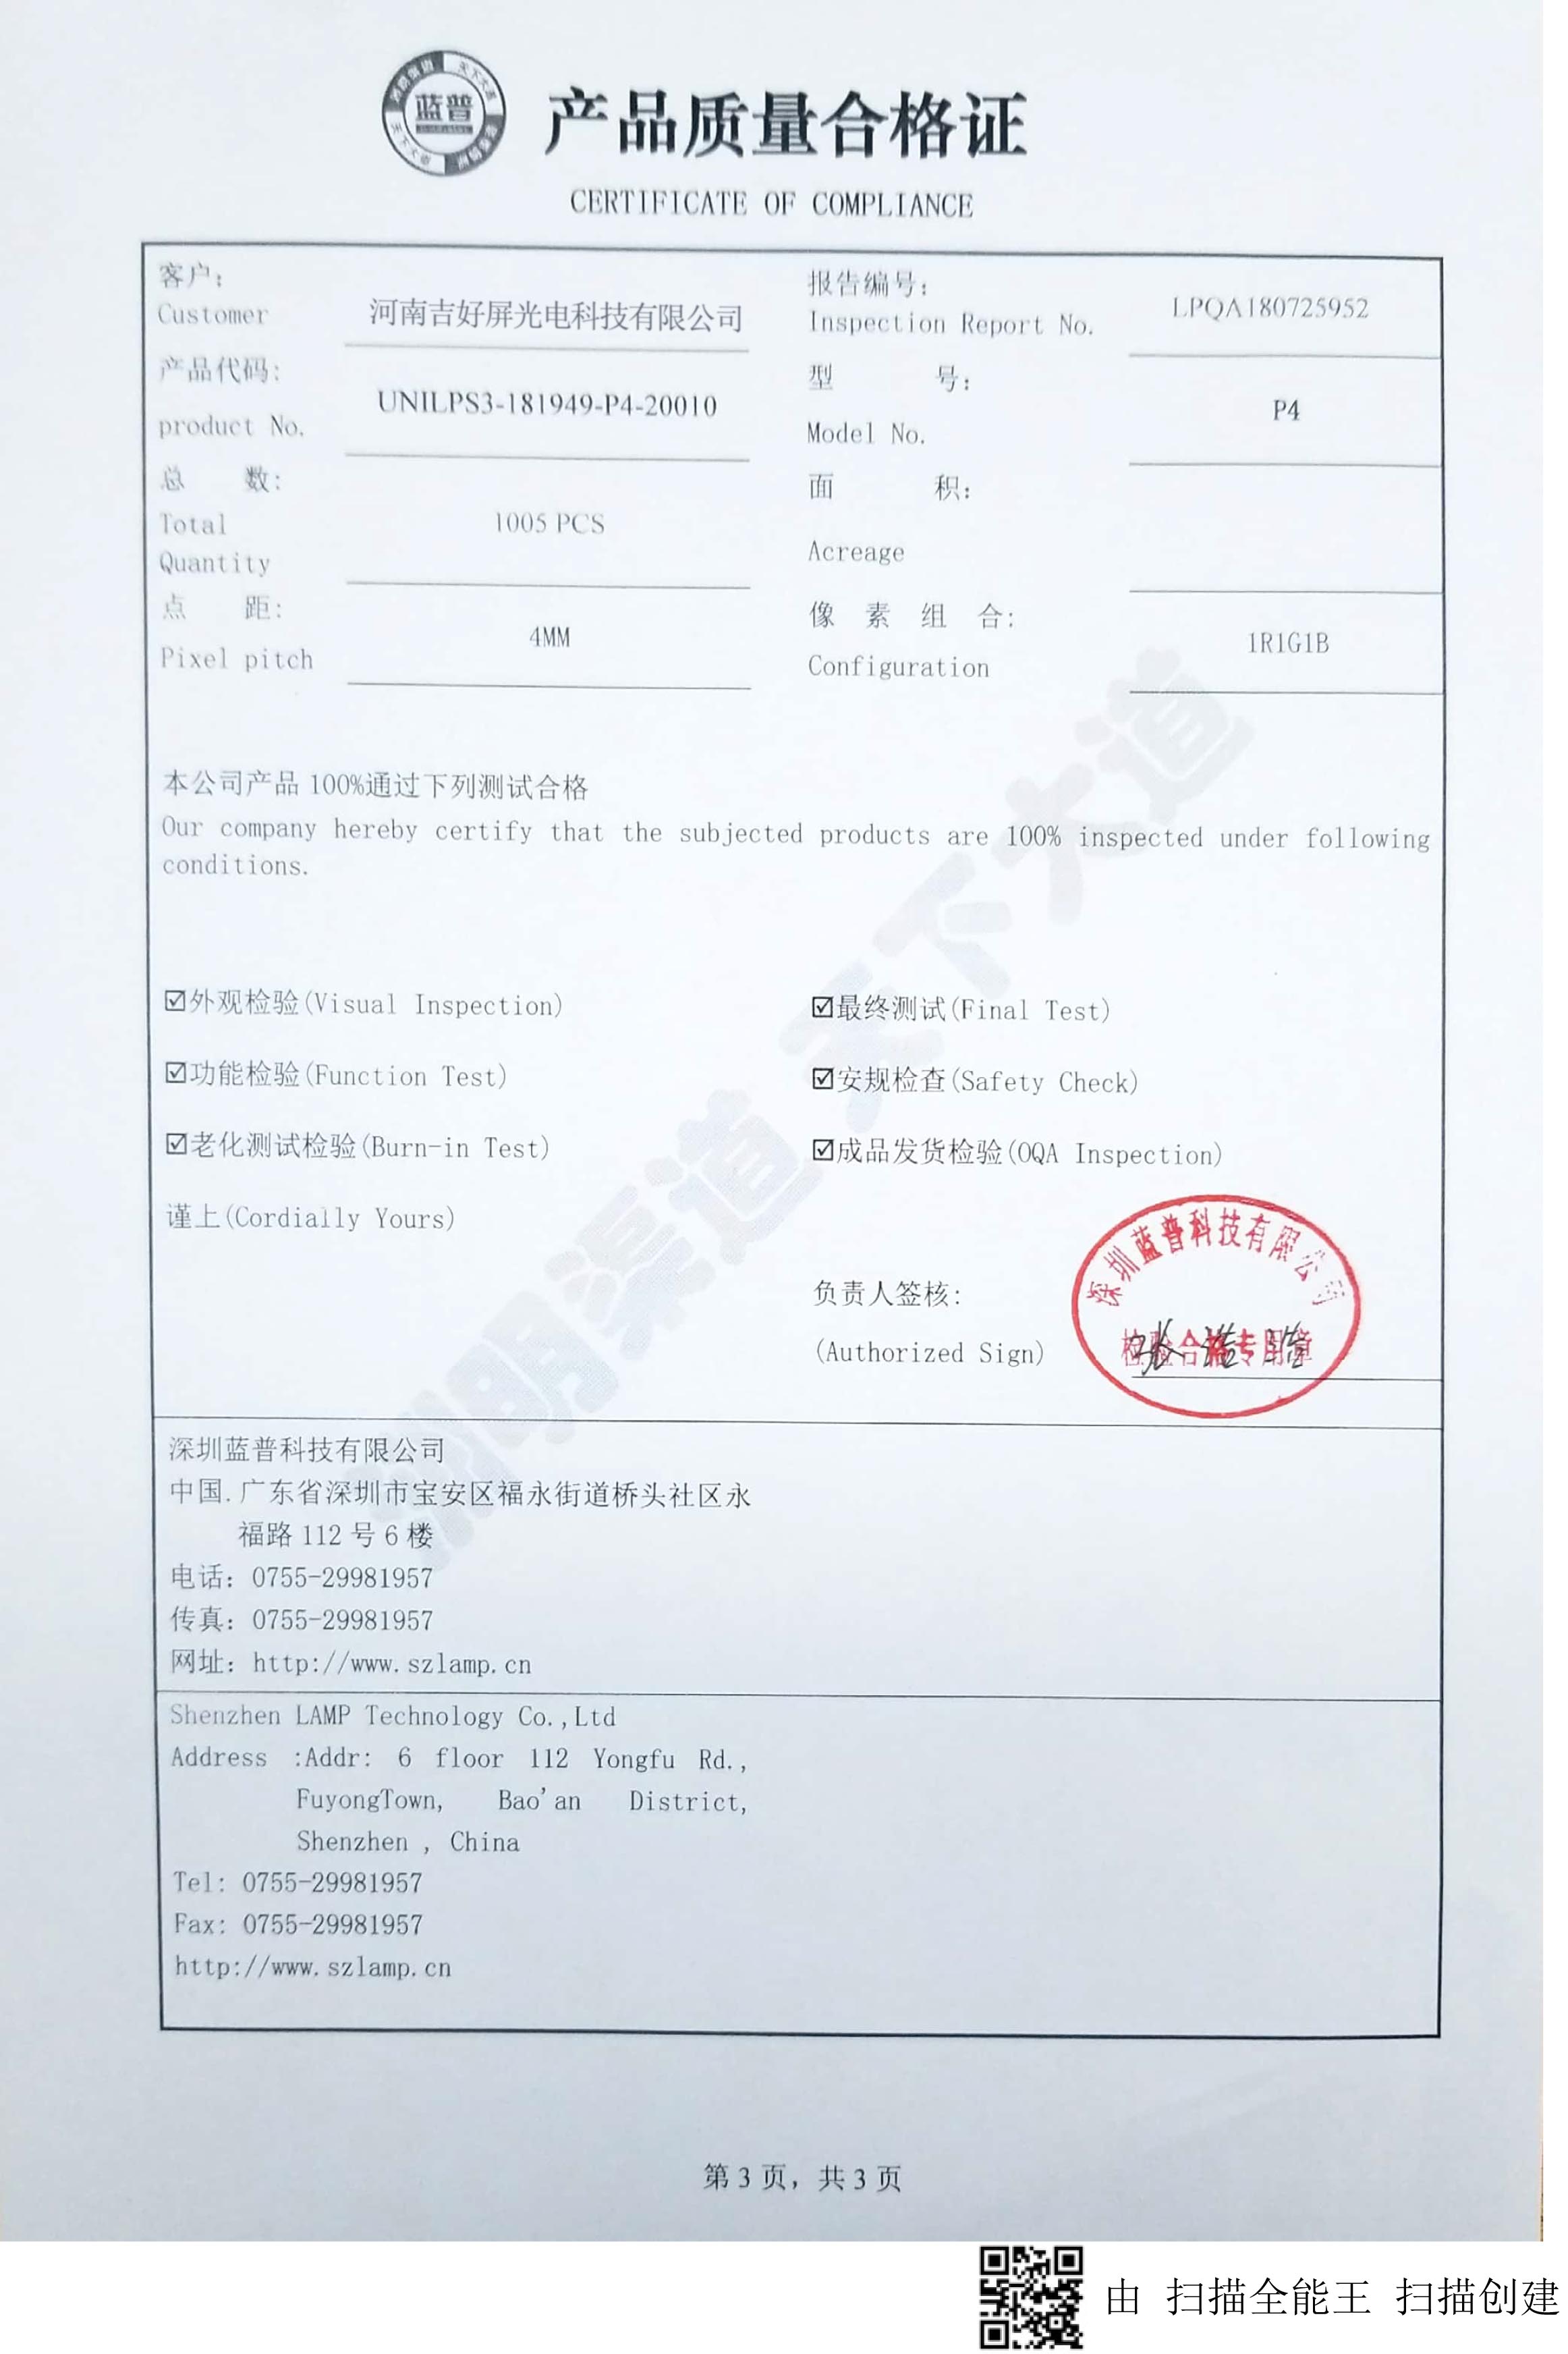 蓝普
产品质量合格证
CERTIFICATE OF COMPLIANCE
客户：
Customer
河南吉好屏光电科技有限公司
报告编号：
Inspection Report No.
LPQA180725952
产品代码：
product No.
UNILPS3-181949-P4-20010
型 号：
Model No.
P4
总 数：
Total
Quantity
1005 PCS
面 积：
Acreage
点 距：
Pixel pitch
4MM
像 素 组 合：
Configuration
1R1G1B
本公司产品 100%通过下列测试合格
Our company hereby certify that the subjected products are 100% inspected under following
conditions.
☑外观检验(Visual Inspection)
☑最终测试(Final Test)
☑功能检验(Function Test)
☑安规检查(Safety Check)
☑老化测试检验(Burn-in Test)
☑成品发货检验(OQA Inspection)
谨上(Cordially Yours)
负责人签核：
(Authorized Sign)
深圳蓝普科技有限公司
检验合格专用章
深圳蓝普科技有限公司
中国.广东省深圳市宝安区福永街道桥头社区永
福路 112 号 6 楼
电话：0755-29981957
传真：0755-29981957
网址：http://www.szlamp.cn
Shenzhen LAMP Technology Co.,Ltd
Address :Addr: 6 floor 112 Yongfu Rd.,
FuyongTown, Bao'an District,
Shenzhen , China
Tel: 0755-29981957
Fax: 0755-29981957
http://www.szlamp.cn
洲明渠道 天下大道
第 3 页，共 3 页
由 扫描全能王 扫描创建